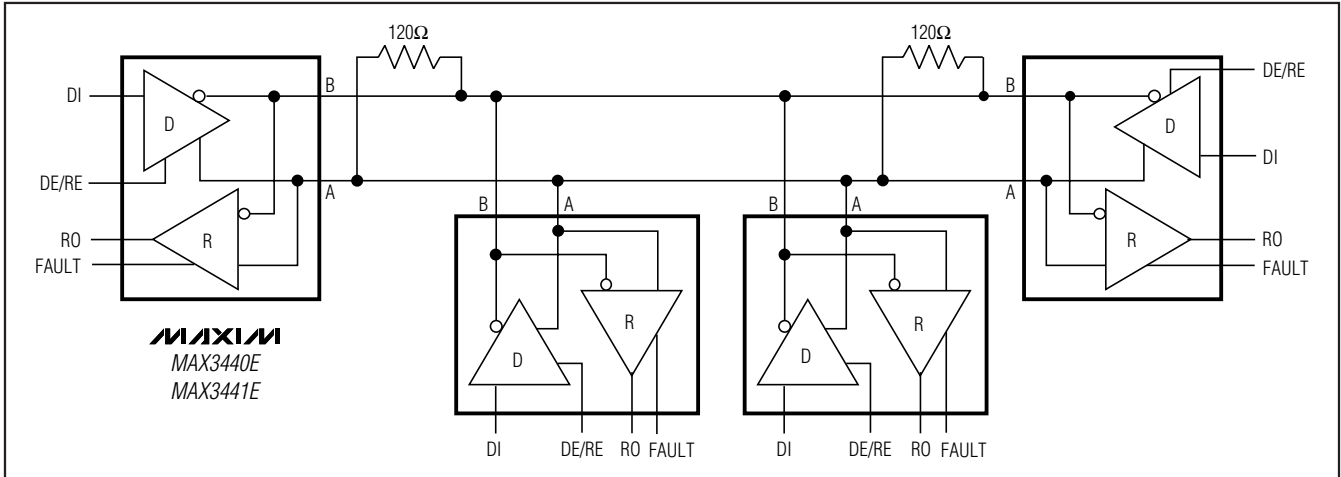 120Ω
120Ω
DI
D
DE/RE
RO
R
FAULT
B
A
MAXIM
MAX3440E
MAX3441E
B
A
D
R
DI
DE/RE
RO
FAULT
B
A
D
R
DI
DE/RE
RO
FAULT
B
A
D
R
DE/RE
DI
RO
FAULT